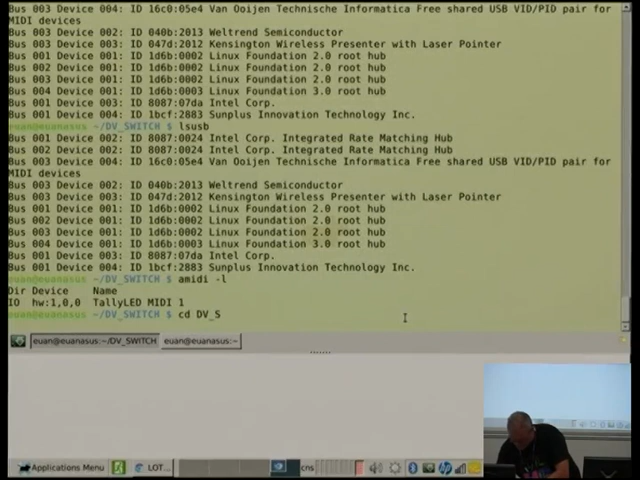 Bus 003 Device 004: ID 16c0:05e4 Van Ooijen Technische Informatica Free shared USB VID/PID pair for
MIDI devices
Bus 003 Device 002: ID 040b:2013 Weltrend Semiconductor
Bus 003 Device 003: ID 047d:2012 Kensington Wireless Presenter with Laser Pointer
Bus 001 Device 001: ID 1d6b:0002 Linux Foundation 2.0 root hub
Bus 002 Device 001: ID 1d6b:0002 Linux Foundation 2.0 root hub
Bus 003 Device 001: ID 1d6b:0002 Linux Foundation 2.0 root hub
Bus 004 Device 001: ID 1d6b:0003 Linux Foundation 3.0 root hub
Bus 001 Device 003: ID 8087:07da Intel Corp.
Bus 001 Device 004: ID 1bcf:2883 Sunplus Innovation Technology Inc.
euan@euanasus ~/DV_SWITCH $ lsusb
Bus 001 Device 002: ID 8087:0024 Intel Corp. Integrated Rate Matching Hub
Bus 002 Device 002: ID 8087:0024 Intel Corp. Integrated Rate Matching Hub
Bus 003 Device 004: ID 16c0:05e4 Van Ooijen Technische Informatica Free shared USB VID/PID pair for
MIDI devices
Bus 003 Device 002: ID 040b:2013 Weltrend Semiconductor
Bus 003 Device 003: ID 047d:2012 Kensington Wireless Presenter with Laser Pointer
Bus 001 Device 001: ID 1d6b:0002 Linux Foundation 2.0 root hub
Bus 002 Device 001: ID 1d6b:0002 Linux Foundation 2.0 root hub
Bus 003 Device 001: ID 1d6b:0002 Linux Foundation 2.0 root hub
Bus 004 Device 001: ID 1d6b:0003 Linux Foundation 3.0 root hub
Bus 001 Device 003: ID 8087:07da Intel Corp.
Bus 001 Device 004: ID 1bcf:2883 Sunplus Innovation Technology Inc.
euan@euanasus ~/DV_SWITCH $ amidi -l
Dir Device    Name
IO  hw:1,0,0  TallyLED MIDI 1
euan@euanasus ~/DV_SWITCH $ cd DV_S
euan@euanasus:~/DV_SWITCH euan@euanasus:~
Applications Menu LOT... cns